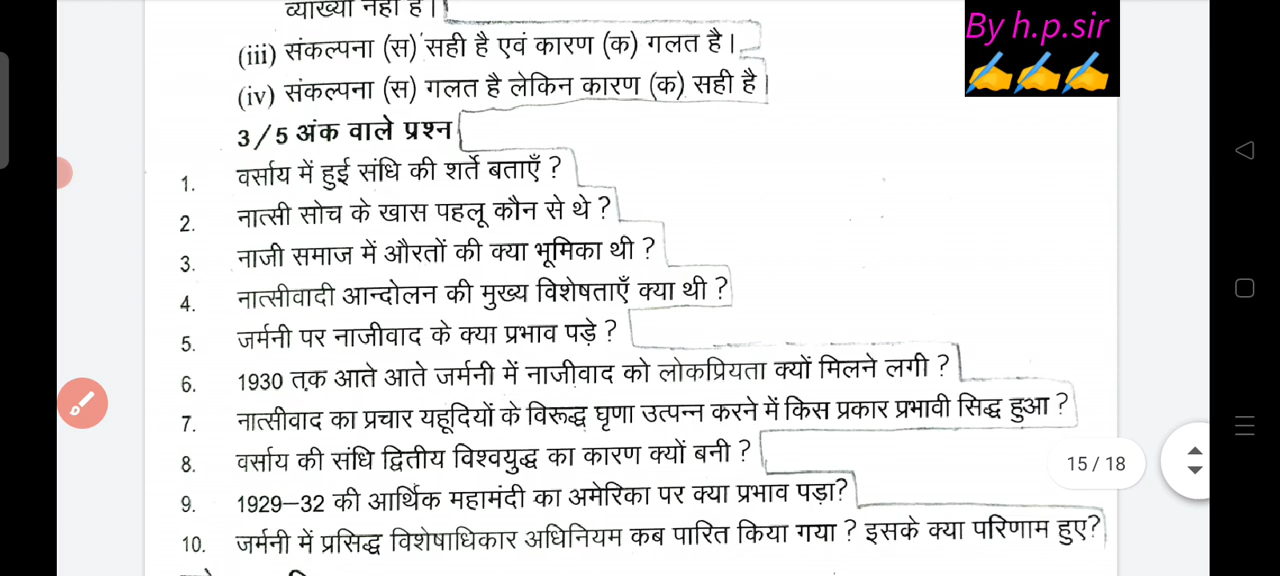 व्याख्या नहीं है।
By h.p.sir
(iii) संकल्पना (स) सही है एवं कारण (क) गलत है।
(iv) संकल्पना (स) गलत है लेकिन कारण (क) सही है।
3/5 अंक वाले प्रश्न
1. वर्साय में हुई संधि की शर्ते बताएँ ?
2. नात्सी सोच के खास पहलू कौन से थे ?
3. नाजी समाज में औरतों की क्या भूमिका थी ?
4. नात्सीवादी आन्दोलन की मुख्य विशेषताएँ क्या थी ?
5. जर्मनी पर नाजीवाद के क्या प्रभाव पड़े ?
6. 1930 तक आते आते जर्मनी में नाजीवाद को लोकप्रियता क्यों मिलने लगी ?
7. नात्सीवाद का प्रचार यहूदियों के विरूद्ध घृणा उत्पन्न करने में किस प्रकार प्रभावी सिद्ध हुआ ?
8. वर्साय की संधि द्वितीय विश्वयुद्ध का कारण क्यों बनी ?
15 / 18
9. 1929–32 की आर्थिक महामंदी का अमेरिका पर क्या प्रभाव पड़ा?
10. जर्मनी में प्रसिद्ध विशेषाधिकार अधिनियम कब पारित किया गया ? इसके क्या परिणाम हुए?